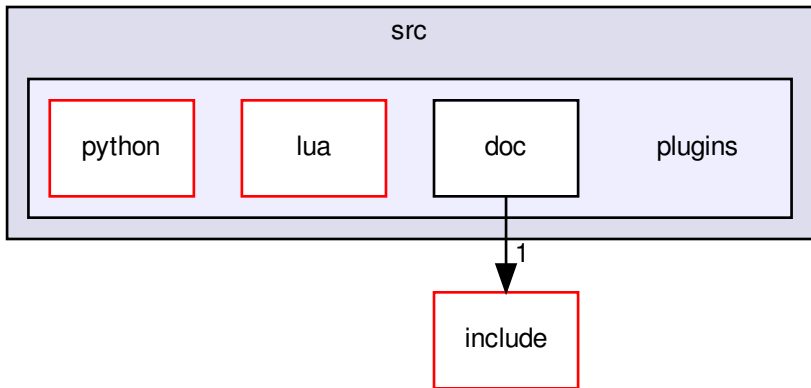 src
python
lua
doc
plugins
1
include